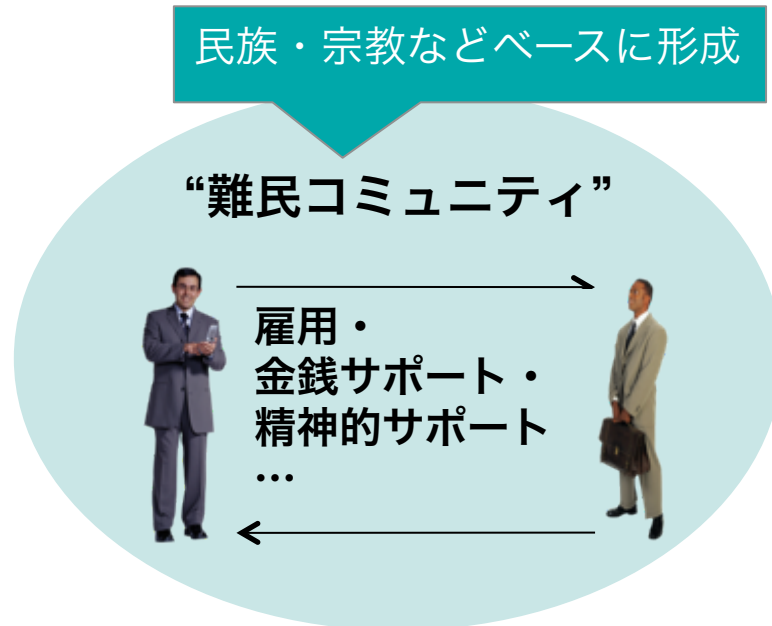 民族・宗教などベースに形成
“難民コミュニティ”
雇用・
金銭サポート・
精神的サポート
…